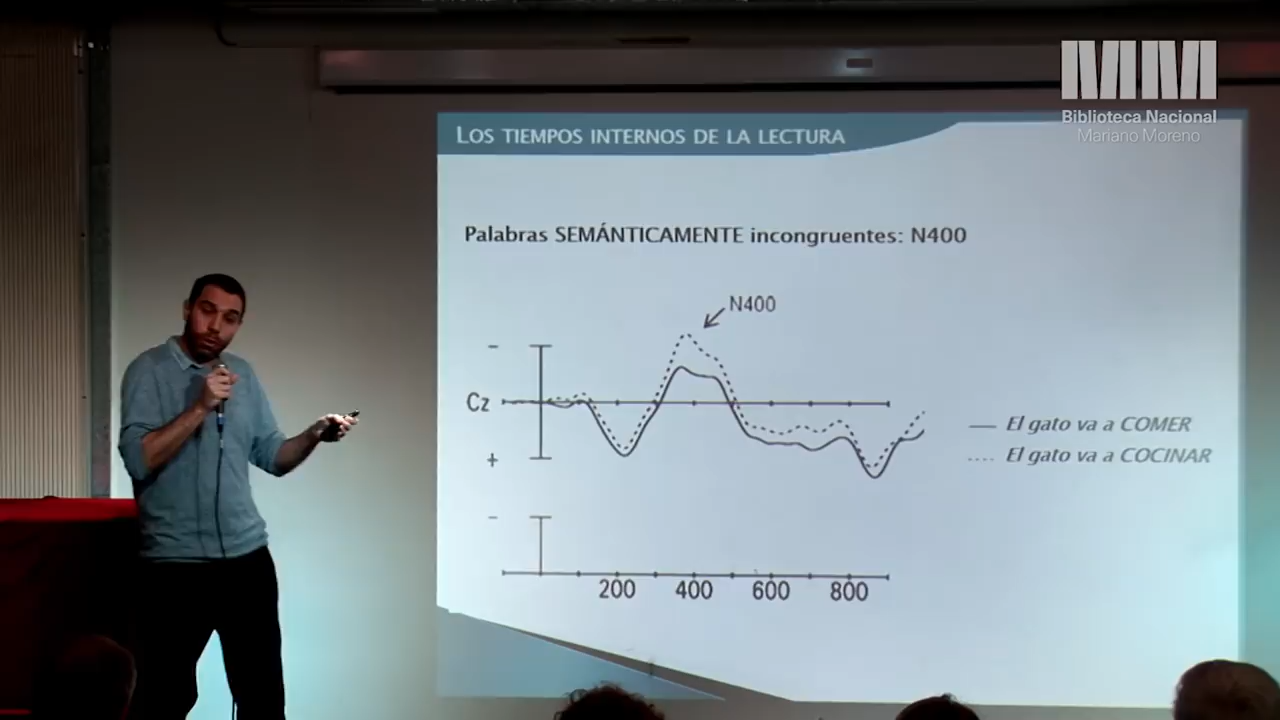 Biblioteca Nacional
Mariano Moreno
LOS TIEMPOS INTERNOS DE LA LECTURA
Palabras SEMÁNTICAMENTE incongruentes: N400
N400
-
Cz
+
El gato va a COMER
El gato va a COCINAR
-
200 400 600 800